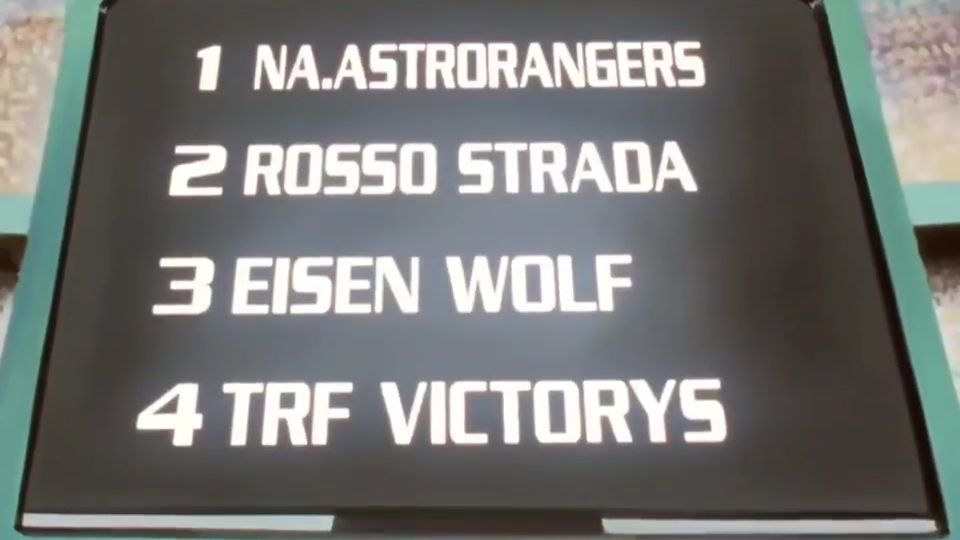 1 NA.ASTRORANGERS
2 ROSSO STRADA
3 EISEN WOLF
4 TRF VICTORYS